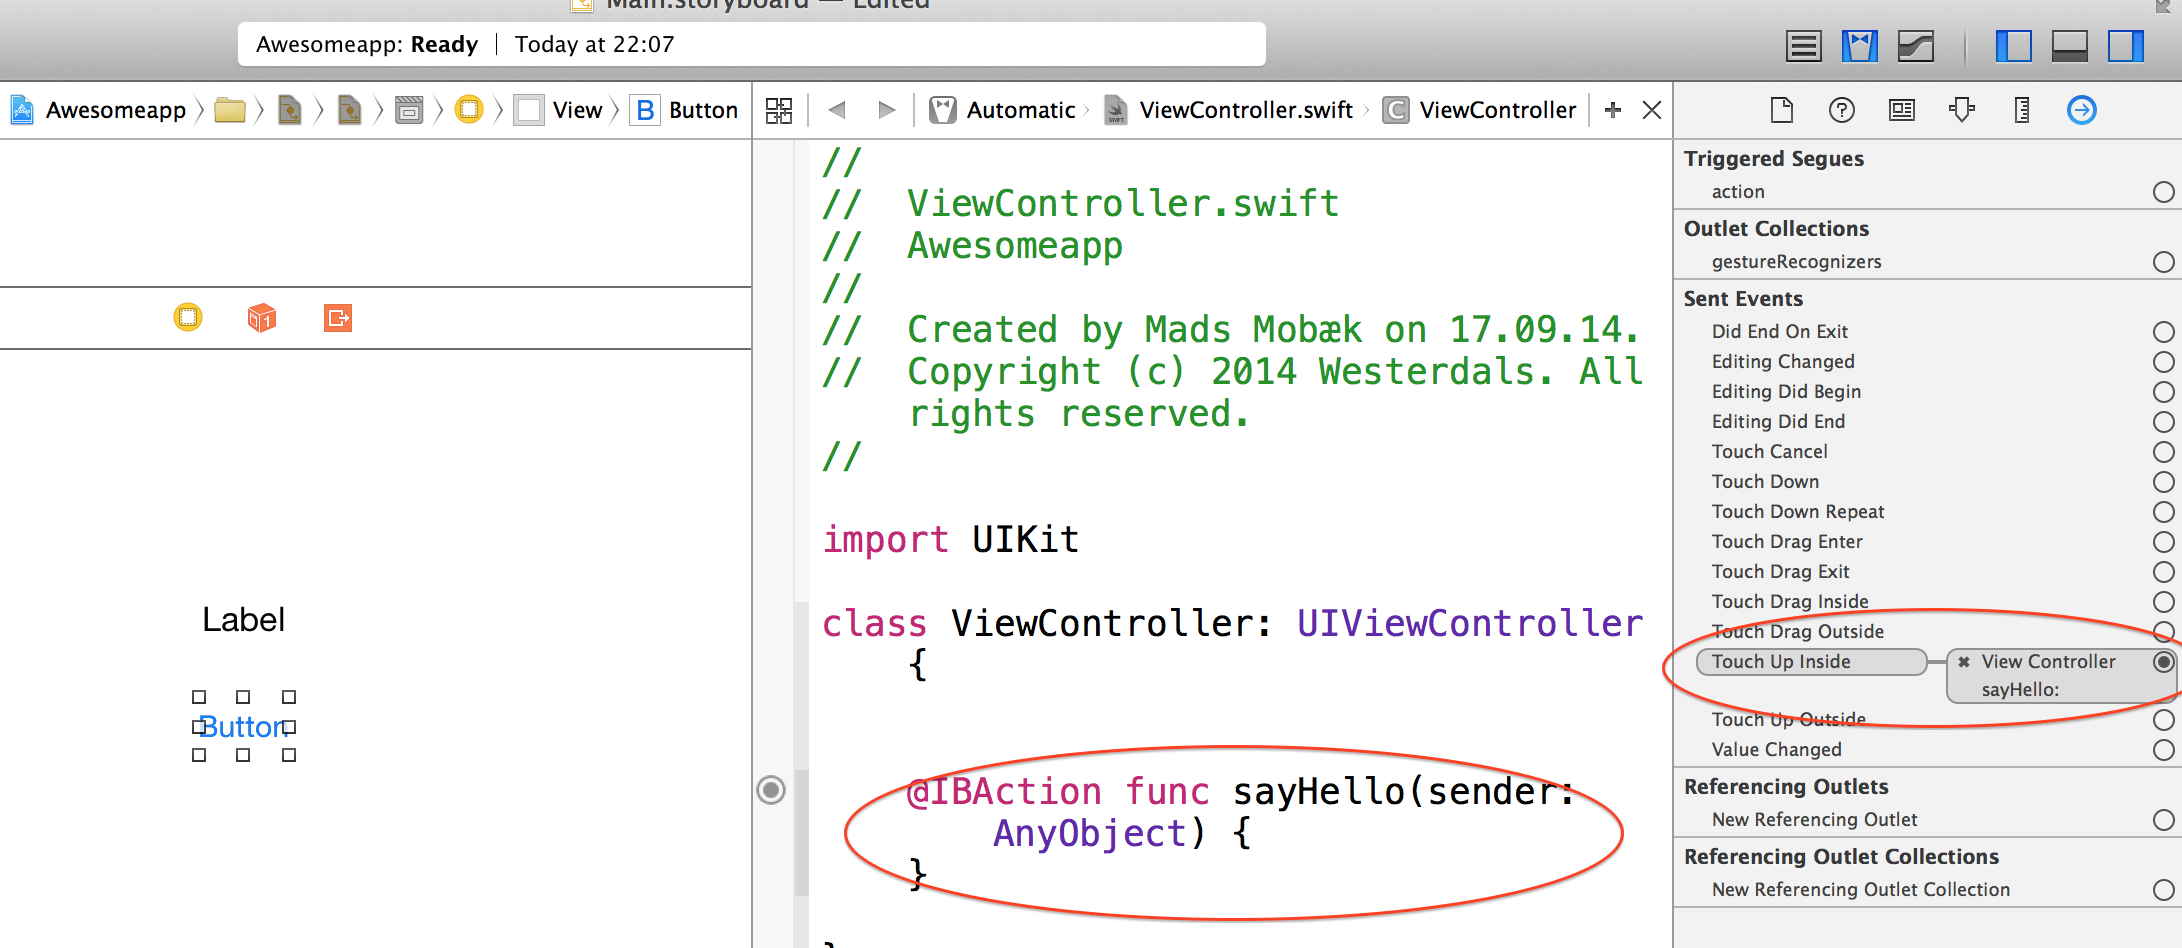 Main.storyboard — Edited
Awesomeapp: Ready | Today at 22:07
Awesomeapp View B Button
Automatic ViewController.swift C ViewController
//
// ViewController.swift
// Awesomeapp
//
// Created by Mads Mobæk on 17.09.14.
// Copyright (c) 2014 Westerdals. All
rights reserved.
//
import UIKit
class ViewController: UIViewController
{
@IBAction func sayHello(sender:
AnyObject) {
}
}
Label
Button
Triggered Segues
action
Outlet Collections
gestureRecognizers
Sent Events
Did End On Exit
Editing Changed
Editing Did Begin
Editing Did End
Touch Cancel
Touch Down
Touch Down Repeat
Touch Drag Enter
Touch Drag Exit
Touch Drag Inside
Touch Drag Outside
Touch Up Inside View Controller
sayHello:
Touch Up Outside
Value Changed
Referencing Outlets
New Referencing Outlet
Referencing Outlet Collections
New Referencing Outlet Collection